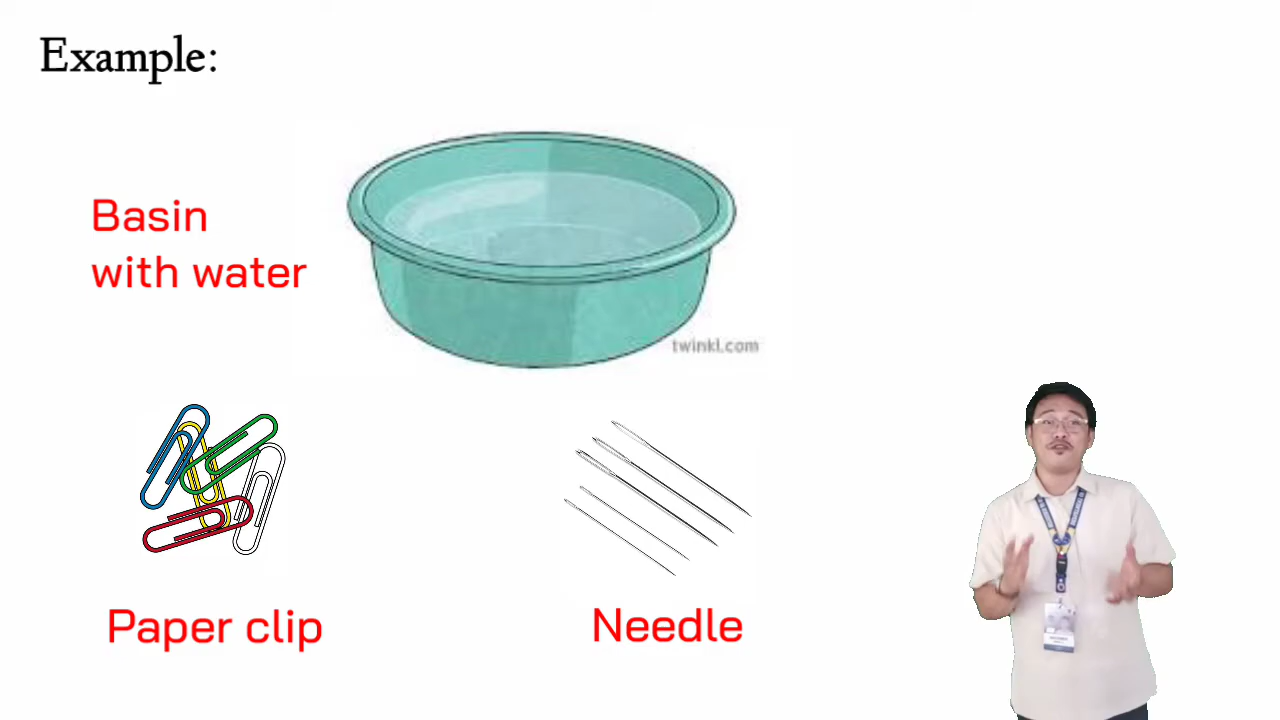 Example:
Basin
with water
twinkl.com
Paper clip
Needle